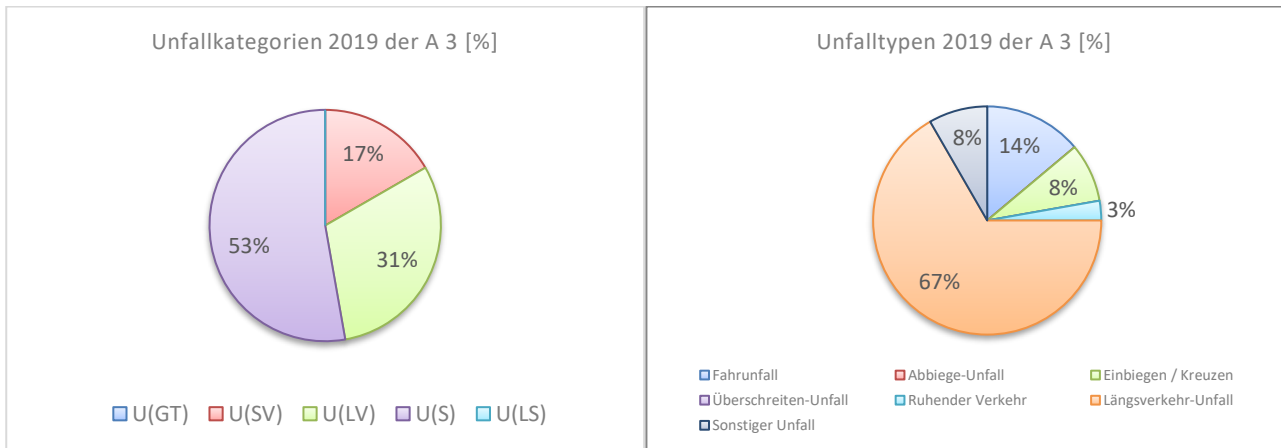 Unfallkategorien 2019 der A 3 [%]
17%
53%
31%
U(GT) U(SV) U(LV) U(S) U(LS)
Unfalltypen 2019 der A 3 [%]
8%
14%
8%
3%
67%
Fahrunfall Abbiege-Unfall Einbiegen / Kreuzen
Überschreiten-Unfall Ruhender Verkehr Längsverkehr-Unfall
Sonstiger Unfall